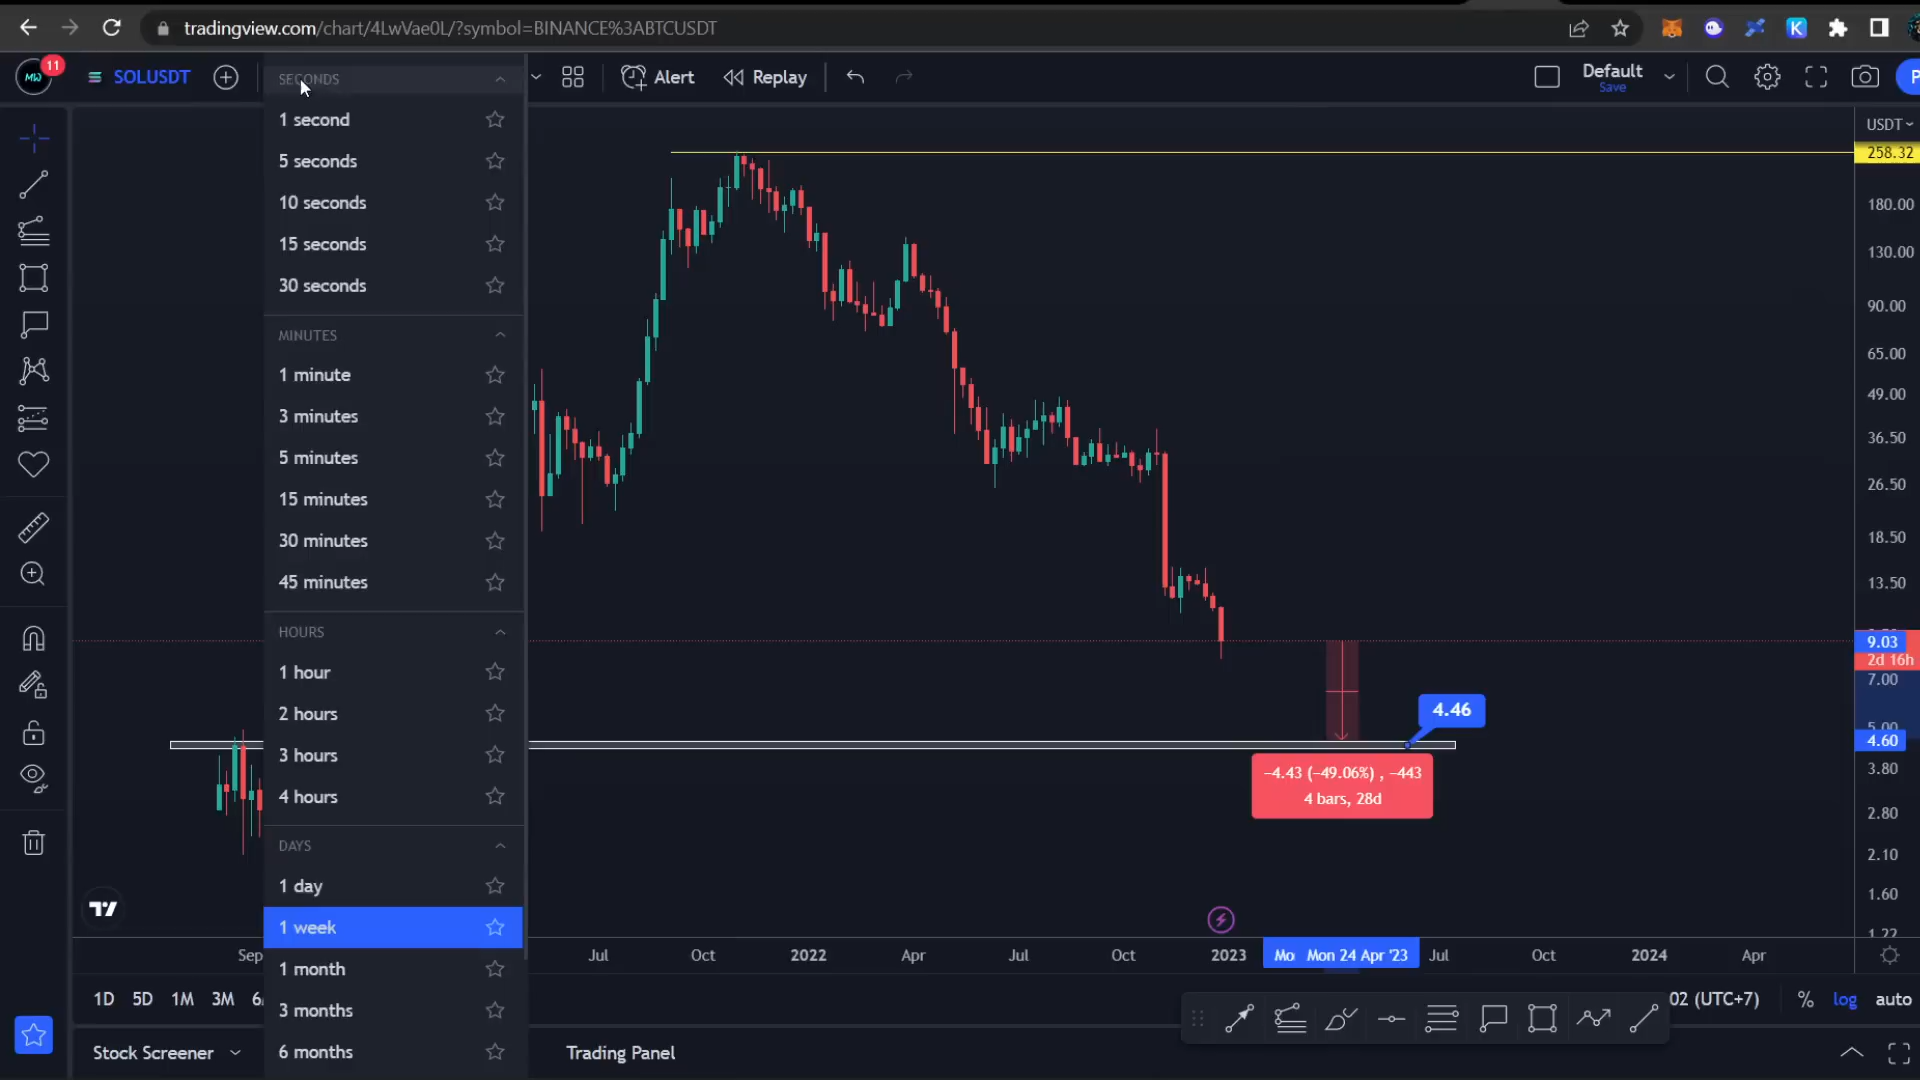 tradingview.com/chart/4LwVae0L/?symbol=BINANCE%3ABTCUSDT
MW
11
SOLUSDT
Alert
Replay
Default
Save
P
SECONDS
1 second
5 seconds
10 seconds
15 seconds
30 seconds
MINUTES
1 minute
3 minutes
5 minutes
15 minutes
30 minutes
45 minutes
HOURS
1 hour
2 hours
3 hours
4 hours
DAYS
1 day
1 week
1 month
3 months
6 months
USDT
258.32
180.00
130.00
90.00
65.00
49.00
36.50
26.50
18.50
13.50
9.03
2d 16h
7.00
5.00
4.60
3.80
2.80
2.10
1.60
1.22
4.46
−4.43 (−49.06%) , −443
4 bars, 28d
Sep
Jul
Oct
2022
Apr
Jul
Oct
2023
Mo
Mon 24 Apr '23
Jul
Oct
2024
Apr
1D
5D
1M
3M
02 (UTC+7)
%
log
auto
Stock Screener
Trading Panel